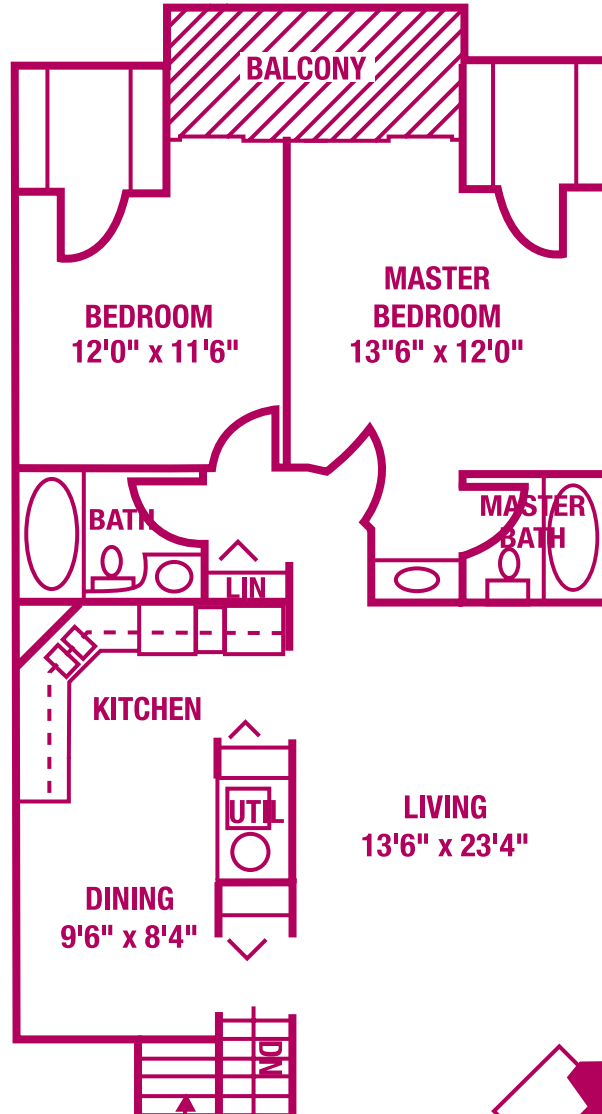 BALCONY
BEDROOM
12'0" x 11'6"
MASTER
BEDROOM
13"6" x 12'0"
BATH
MASTER
BATH
LIN
KITCHEN
UTIL
LIVING
13'6" x 23'4"
DINING
9'6" x 8'4"
DN